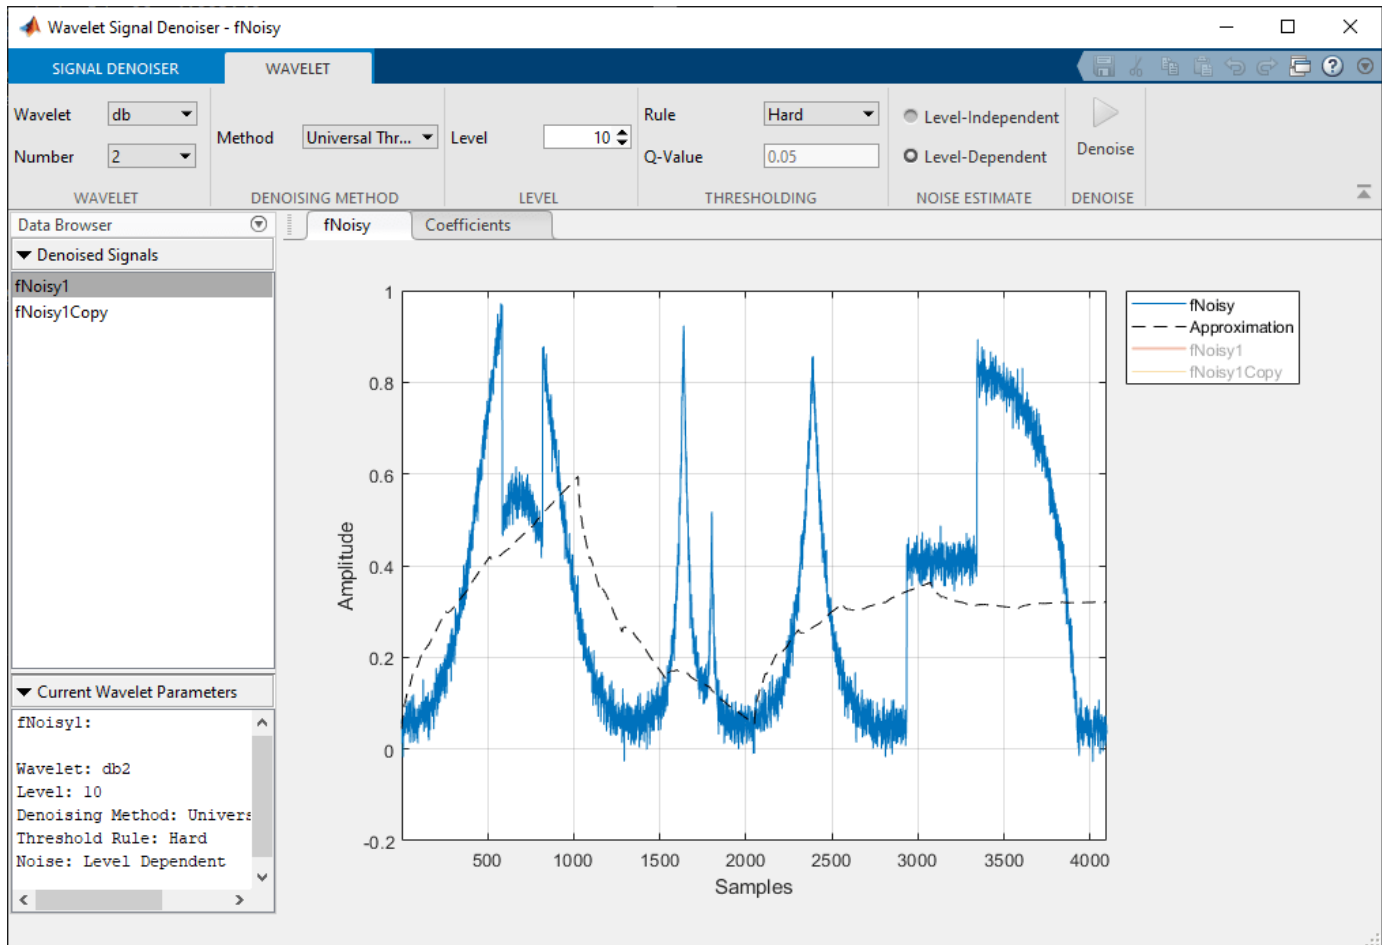 Wavelet Signal Denoiser - fNoisy
SIGNAL DENOISER WAVELET
Wavelet db
Number 2
WAVELET
Method Universal Thr...
DENOISING METHOD
Level 10
LEVEL
Rule Hard
Q-Value 0.05
THRESHOLDING
Level-Independent
Level-Dependent
NOISE ESTIMATE
Denoise
DENOISE
Data Browser
Denoised Signals
fNoisy1
fNoisy1Copy
Current Wavelet Parameters
fNoisy1:
Wavelet: db2
Level: 10
Denoising Method: Univers
Threshold Rule: Hard
Noise: Level Dependent
fNoisy Coefficients
1
0.8
0.6
0.4
0.2
0
-0.2
Amplitude
500 1000 1500 2000 2500 3000 3500 4000
Samples
fNoisy
Approximation
fNoisy1
fNoisy1Copy